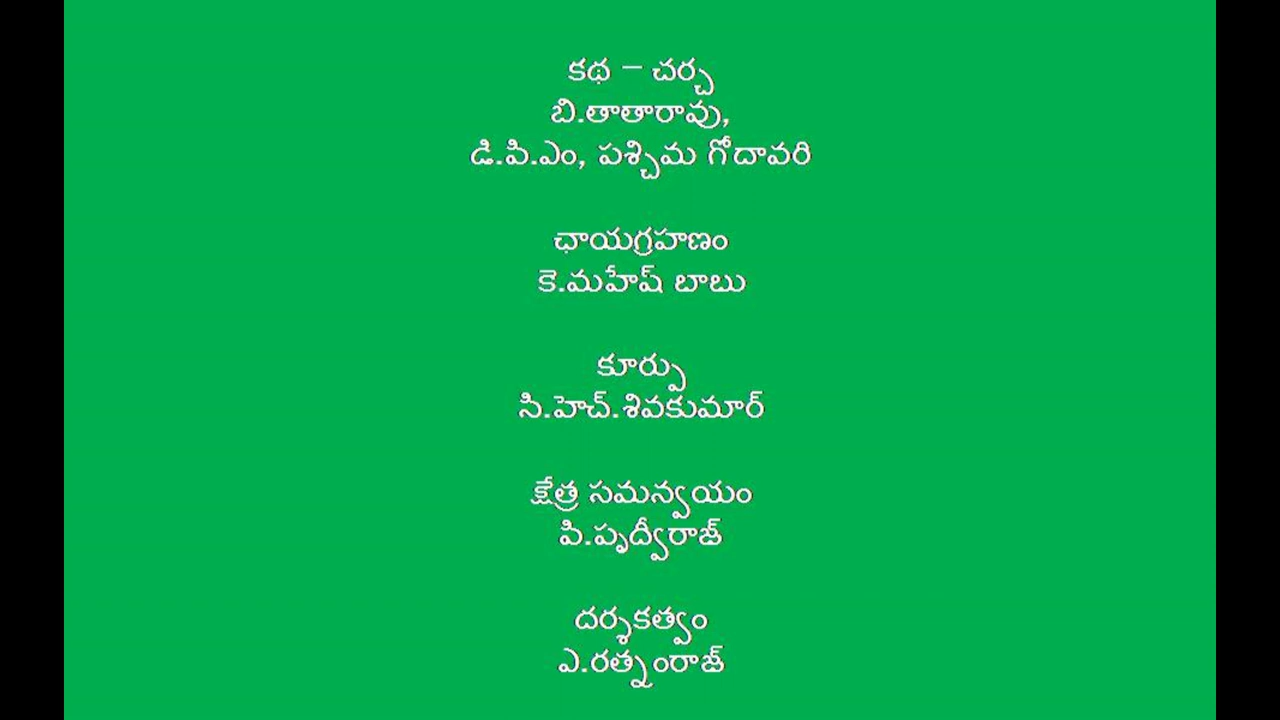 కథ – చర్చ
బి.తాతారావు,
డి.పి.ఎం, పశ్చిమ గోదావరి
ఛాయగ్రహణం
కె.మహేష్ బాబు
కూర్పు
సి.హెచ్.శివకుమార్
క్షేత్ర సమన్వయం
పి.పృద్వీరాజ్
దర్శకత్వం
ఎ.రత్నంరాజ్